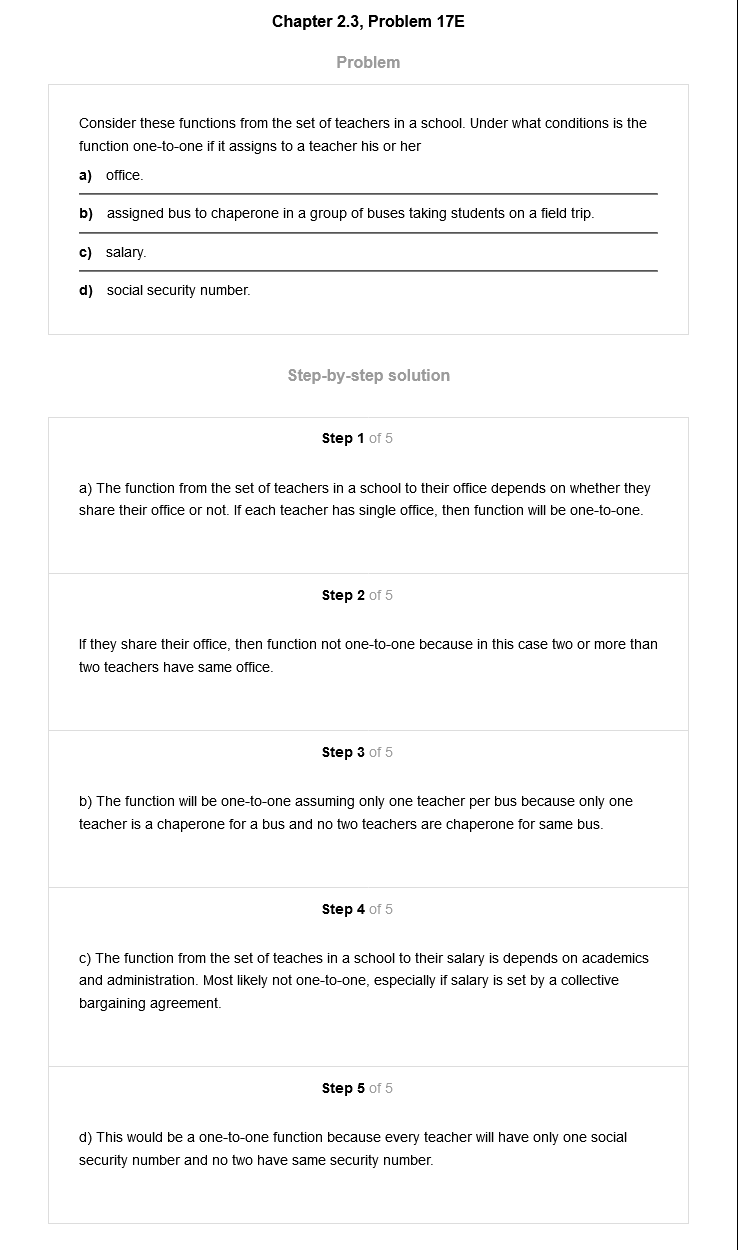 Chapter 2.3, Problem 17E
Problem
Consider these functions from the set of teachers in a school. Under what conditions is the
function one-to-one if it assigns to a teacher his or her
a) office.
b) assigned bus to chaperone in a group of buses taking students on a field trip.
c) salary.
d) social security number.
Step-by-step solution
Step 1 of 5
a) The function from the set of teachers in a school to their office depends on whether they
share their office or not. If each teacher has single office, then function will be one-to-one.
Step 2 of 5
If they share their office, then function not one-to-one because in this case two or more than
two teachers have same office.
Step 3 of 5
b) The function will be one-to-one assuming only one teacher per bus because only one
teacher is a chaperone for a bus and no two teachers are chaperone for same bus.
Step 4 of 5
c) The function from the set of teaches in a school to their salary is depends on academics
and administration. Most likely not one-to-one, especially if salary is set by a collective
bargaining agreement.
Step 5 of 5
d) This would be a one-to-one function because every teacher will have only one social
security number and no two have same security number.